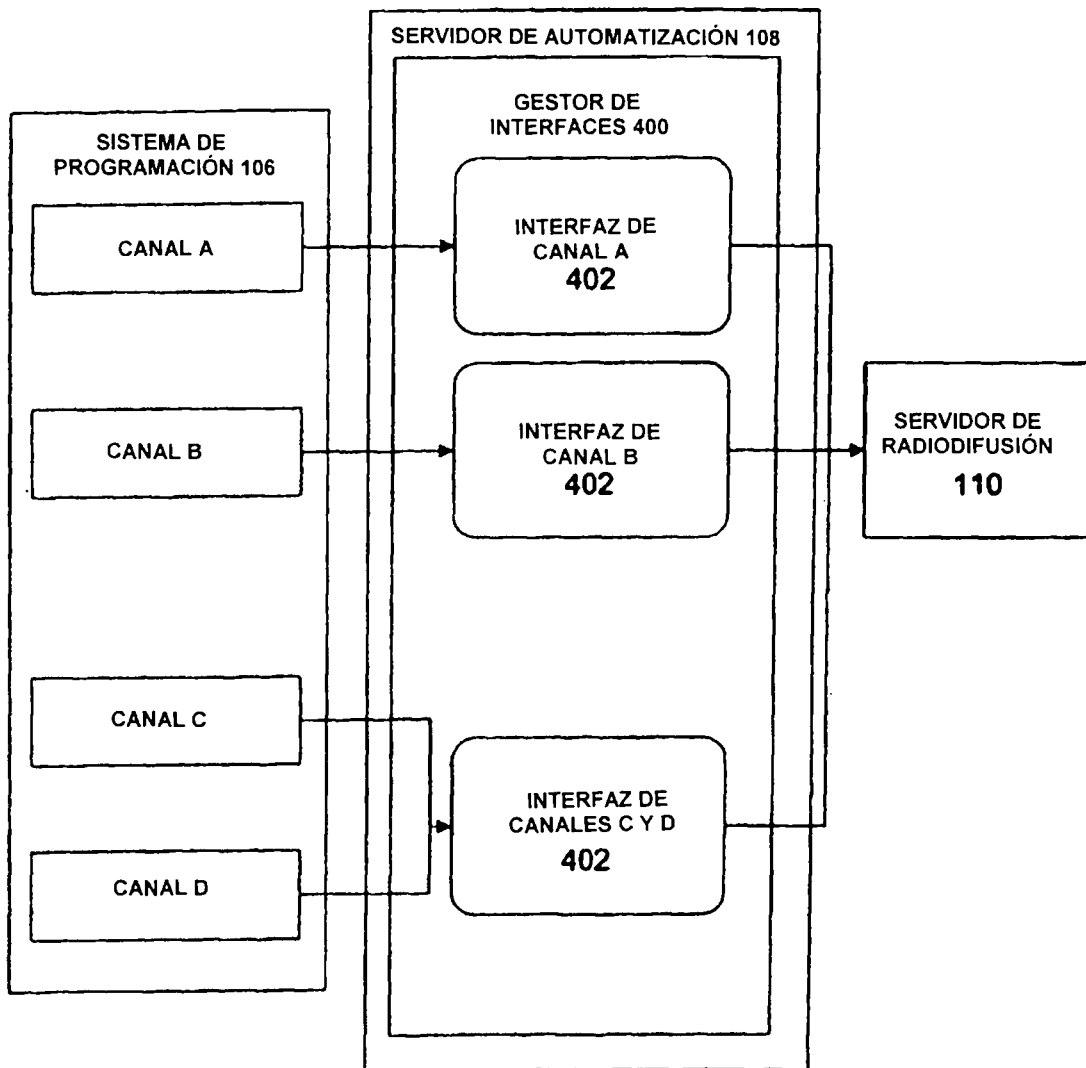 SERVIDOR DE AUTOMATIZACIÓN 108
GESTOR DE
INTERFACES 400
SISTEMA DE
PROGRAMACIÓN 106
CANAL A
INTERFAZ DE
CANAL A
402
CANAL B
INTERFAZ DE
CANAL B
402
SERVIDOR DE
RADIODIFUSIÓN
110
CANAL C
CANAL D
INTERFAZ DE
CANALES C Y D
402